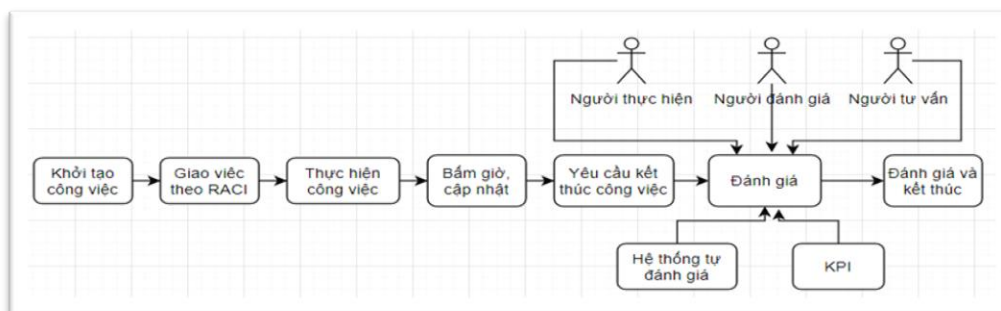 Người thực hiện
Người đánh giá
Người tư vấn
Khởi tạo
công việc
Giao viêc
theo RACI
Thực hiện
công việc
Bấm giờ,
cập nhật
Yêu cầu kết
thúc công việc
Đánh giá
Đánh giá và
kết thúc
Hệ thống tự
đánh giá
KPI